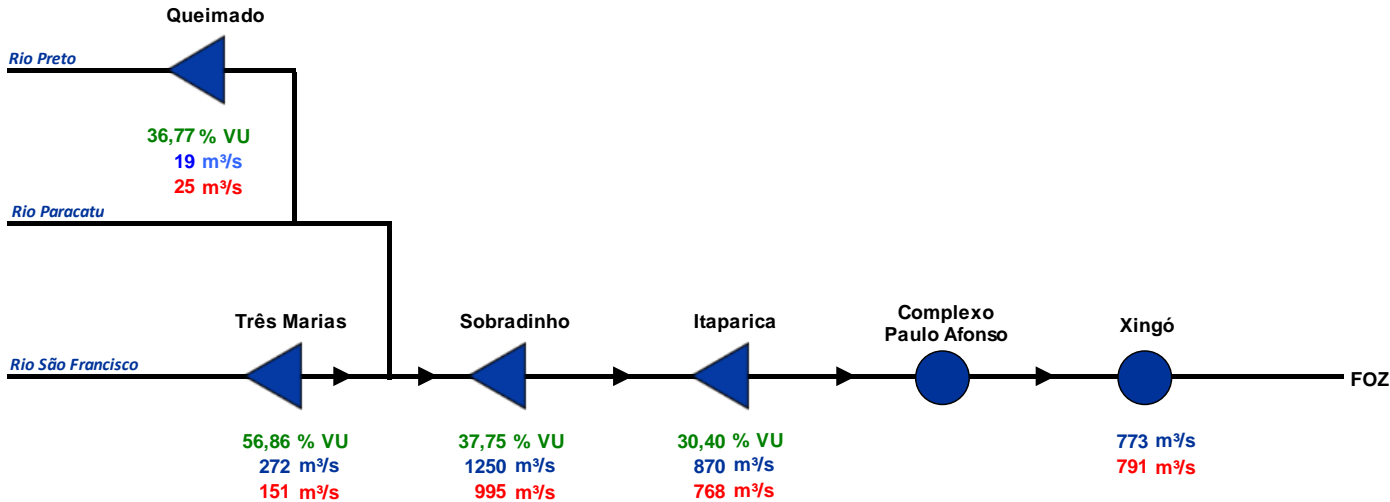 Queimado
Rio Preto
36,77 % VU
19 m³/s
25 m³/s
Rio Paracatu
Três Marias
Sobradinho
Itaparica
Complexo
Paulo Afonso
Xingó
Rio São Francisco
FOZ
56,86 % VU
272 m³/s
151 m³/s
37,75 % VU
1250 m³/s
995 m³/s
30,40 % VU
870 m³/s
768 m³/s
773 m³/s
791 m³/s